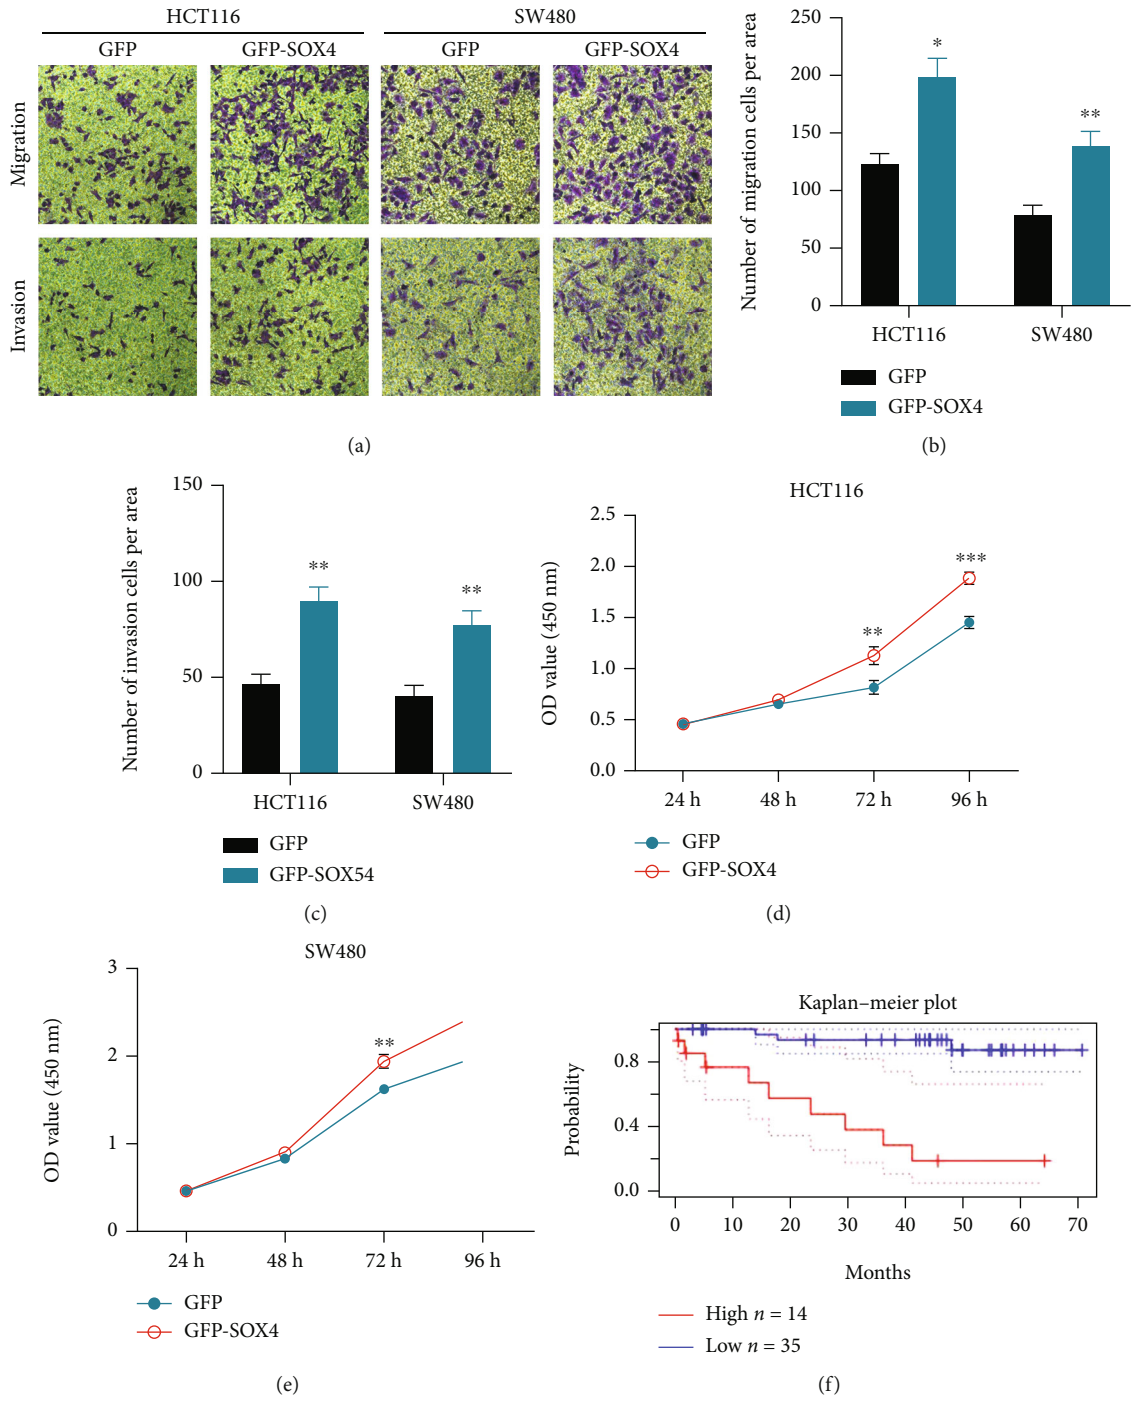 HCT116 SW480
GFP GFP-SOX4 GFP GFP-SOX4
Migration
Invasion
(a)
Number of migration cells per area
250
200
150
100
50
0
*
**
HCT116 SW480
GFP
GFP-SOX4
(b)
Number of invasion cells per area
150
100
50
0
**
**
HCT116 SW480
GFP
GFP-SOX54
(c)
HCT116
OD value (450 nm)
2.5
2.0
1.5
1.0
0.5
0.0
**
***
24 h 48 h 72 h 96 h
GFP
GFP-SOX4
(d)
SW480
OD value (450 nm)
3
2
1
0
**
24 h 48 h 72 h 96 h
GFP
GFP-SOX4
(e)
Kaplan–meier plot
Probability
0.8
0.4
0.0
0 10 20 30 40 50 60 70
Months
High n = 14
Low n = 35
(f)